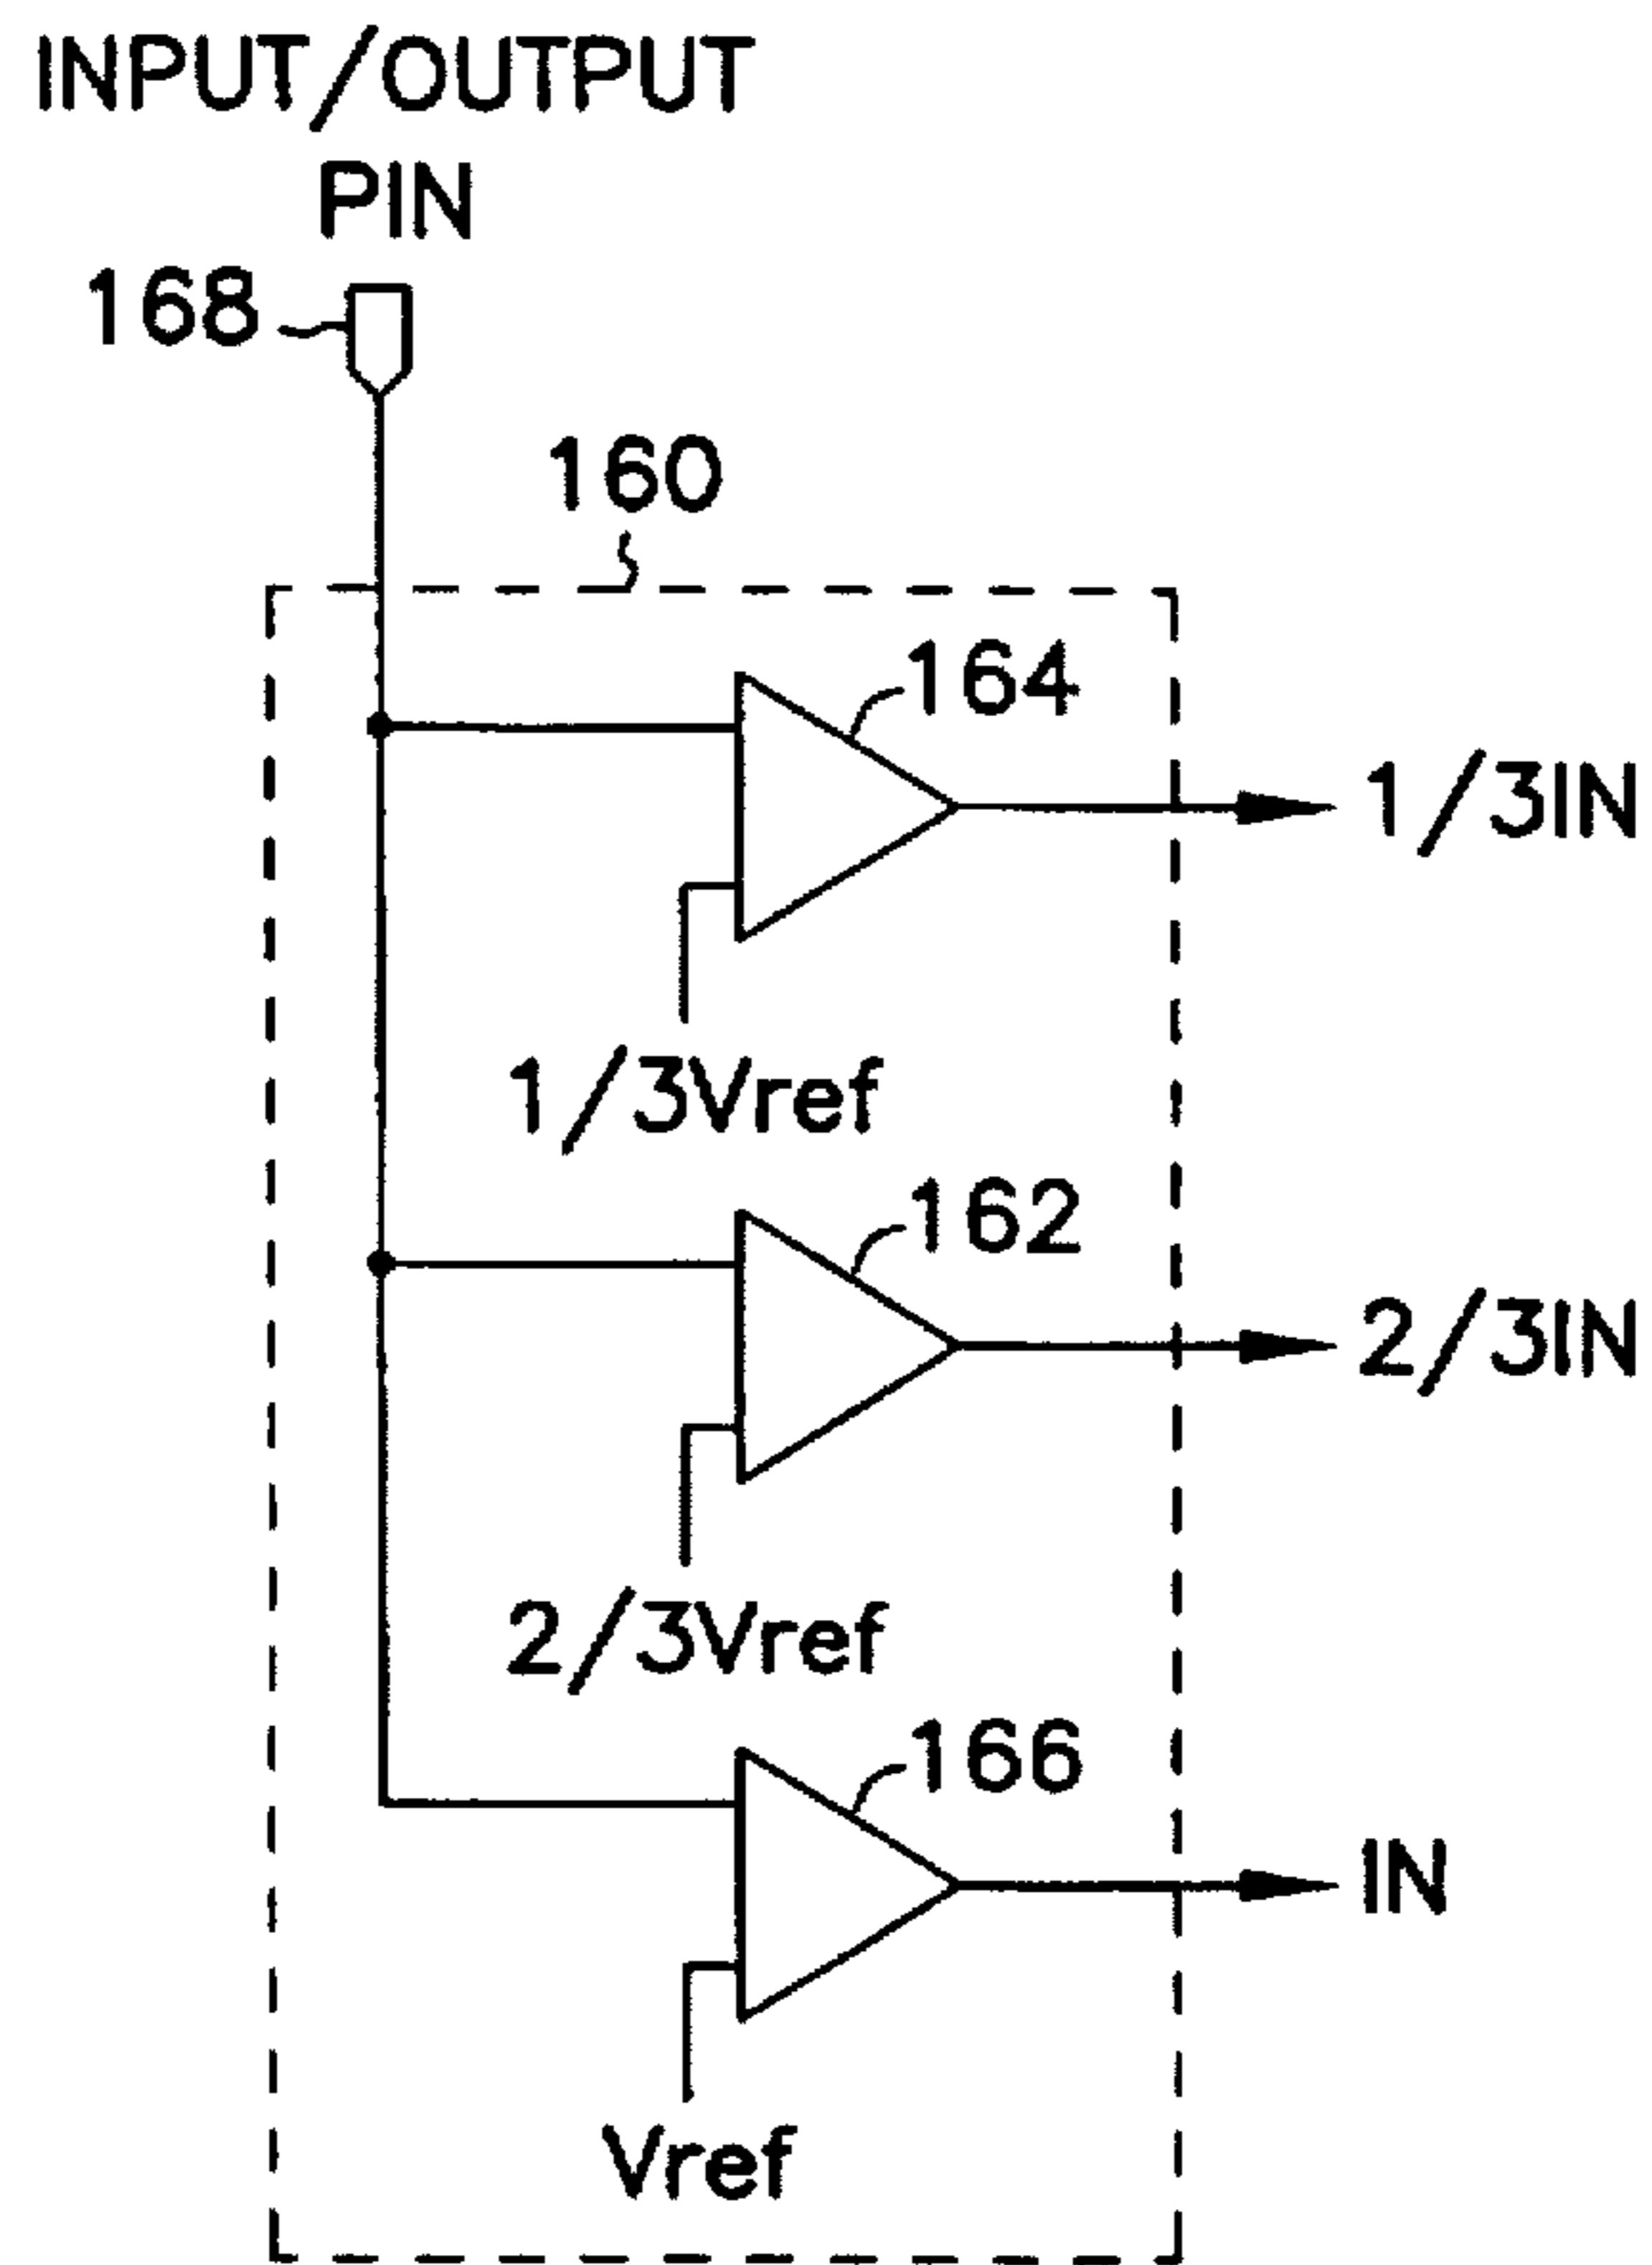 INPUT/OUTPUT
PIN
168
160
164
1/3IN
1/3Vref
162
2/3IN
2/3Vref
166
IN
Vref